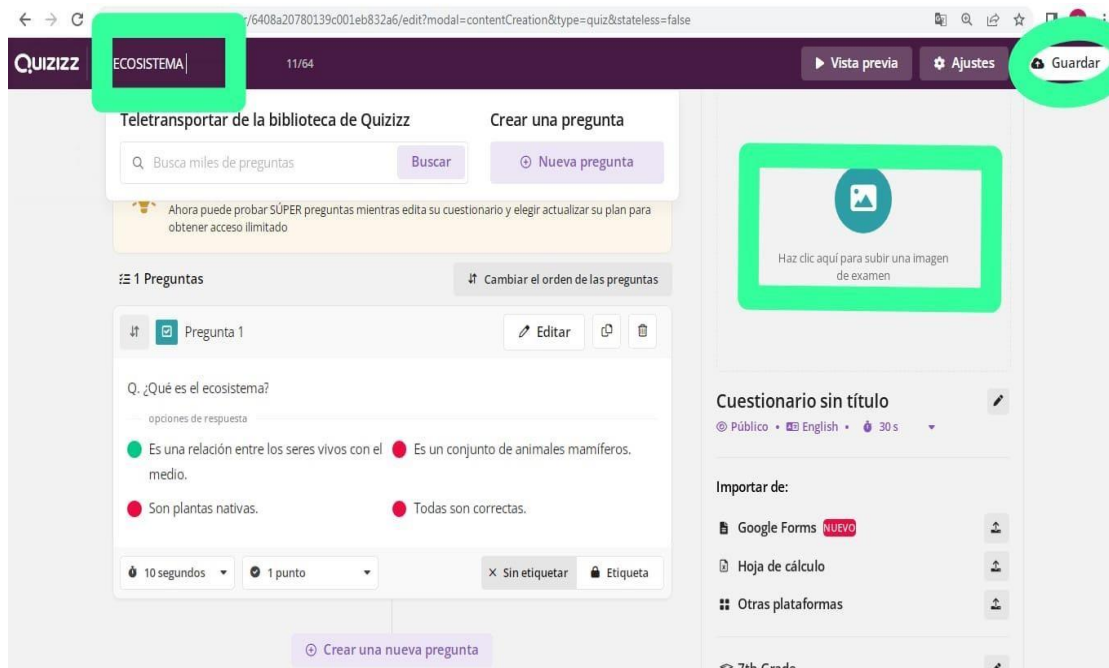 /6408a20780139c001eb832a6/edit?modal=contentCreation&type=quiz&stateless=false
Quizizz
ECOSISTEMA
11/64
Vista previa
Ajustes
Guardar
Teletransportar de la biblioteca de Quizizz
Crear una pregunta
Busca miles de preguntas
Buscar
Nueva pregunta
Ahora puede probar SÚPER preguntas mientras edita su cuestionario y elegir actualizar su plan para
obtener acceso ilimitado
1 Preguntas
Cambiar el orden de las preguntas
Pregunta 1
Editar
Q. ¿Qué es el ecosistema?
opciones de respuesta
Es una relación entre los seres vivos con el
medio.
Es un conjunto de animales mamíferos.
Son plantas nativas.
Todas son correctas.
10 segundos
1 punto
Sin etiquetar
Etiqueta
Crear una nueva pregunta
Haz clic aquí para subir una imagen
de examen
Cuestionario sin título
Público • English • 30 s
Importar de:
Google Forms NUEVO
Hoja de cálculo
Otras plataformas
7th Grade